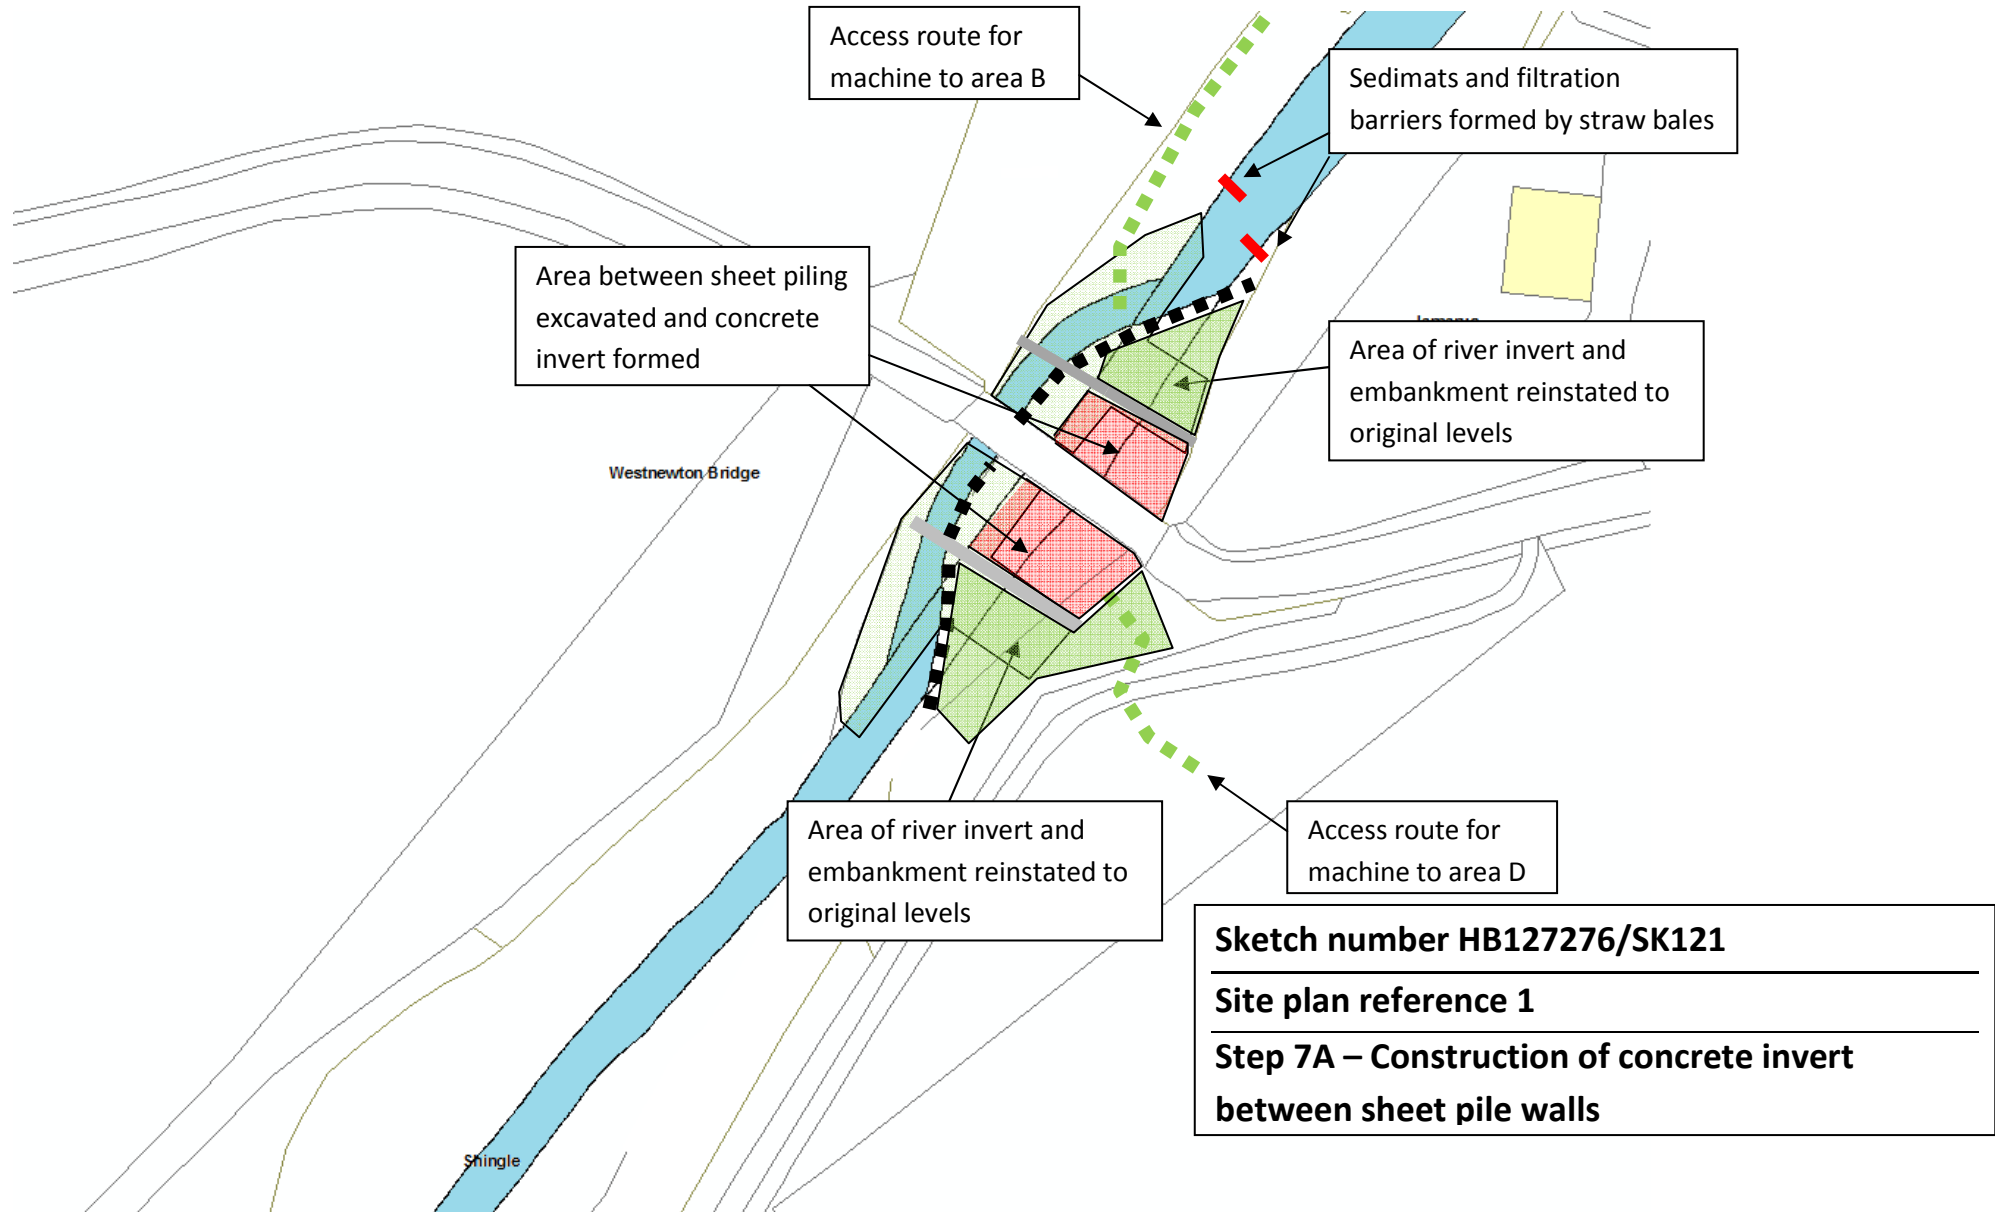 Access route for
machine to area B
Sedimats and filtration
barriers formed by straw bales
Area between sheet piling
excavated and concrete
invert formed
Area of river invert and
embankment reinstated to
original levels
Westnewton Bridge
Area of river invert and
embankment reinstated to
original levels
Access route for
machine to area D
Sketch number HB127276/SK121
Site plan reference 1
Step 7A – Construction of concrete invert
between sheet pile walls
Shingle